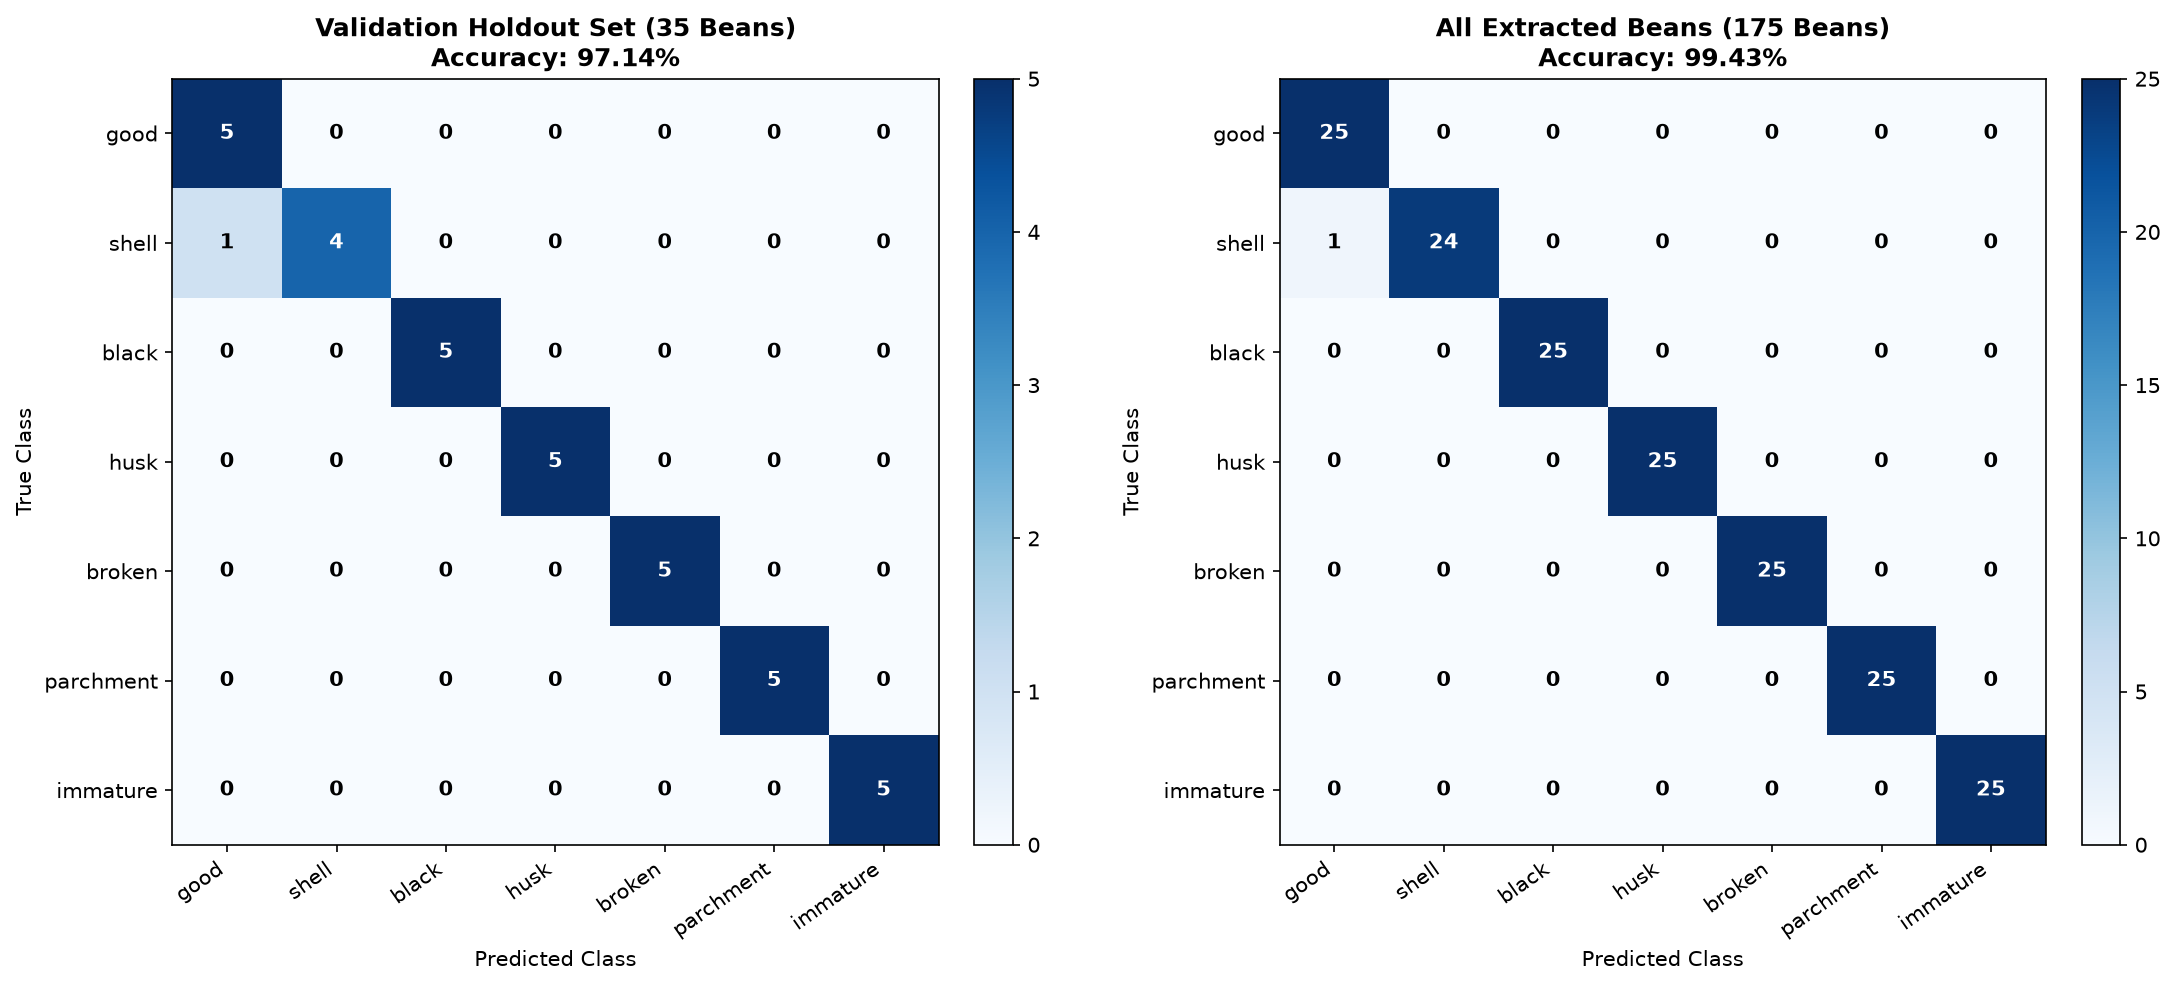 Validation Holdout Set (35 Beans)
Accuracy: 97.14%
True Class
good 5 0 0 0 0 0 0
shell 1 4 0 0 0 0 0
black 0 0 5 0 0 0 0
husk 0 0 0 5 0 0 0
broken 0 0 0 0 5 0 0
parchment 0 0 0 0 0 5 0
immature 0 0 0 0 0 0 5
good shell black husk broken parchment immature
Predicted Class
5
4
3
2
1
0
All Extracted Beans (175 Beans)
Accuracy: 99.43%
True Class
good 25 0 0 0 0 0 0
shell 1 24 0 0 0 0 0
black 0 0 25 0 0 0 0
husk 0 0 0 25 0 0 0
broken 0 0 0 0 25 0 0
parchment 0 0 0 0 0 25 0
immature 0 0 0 0 0 0 25
good shell black husk broken parchment immature
Predicted Class
25
20
15
10
5
0